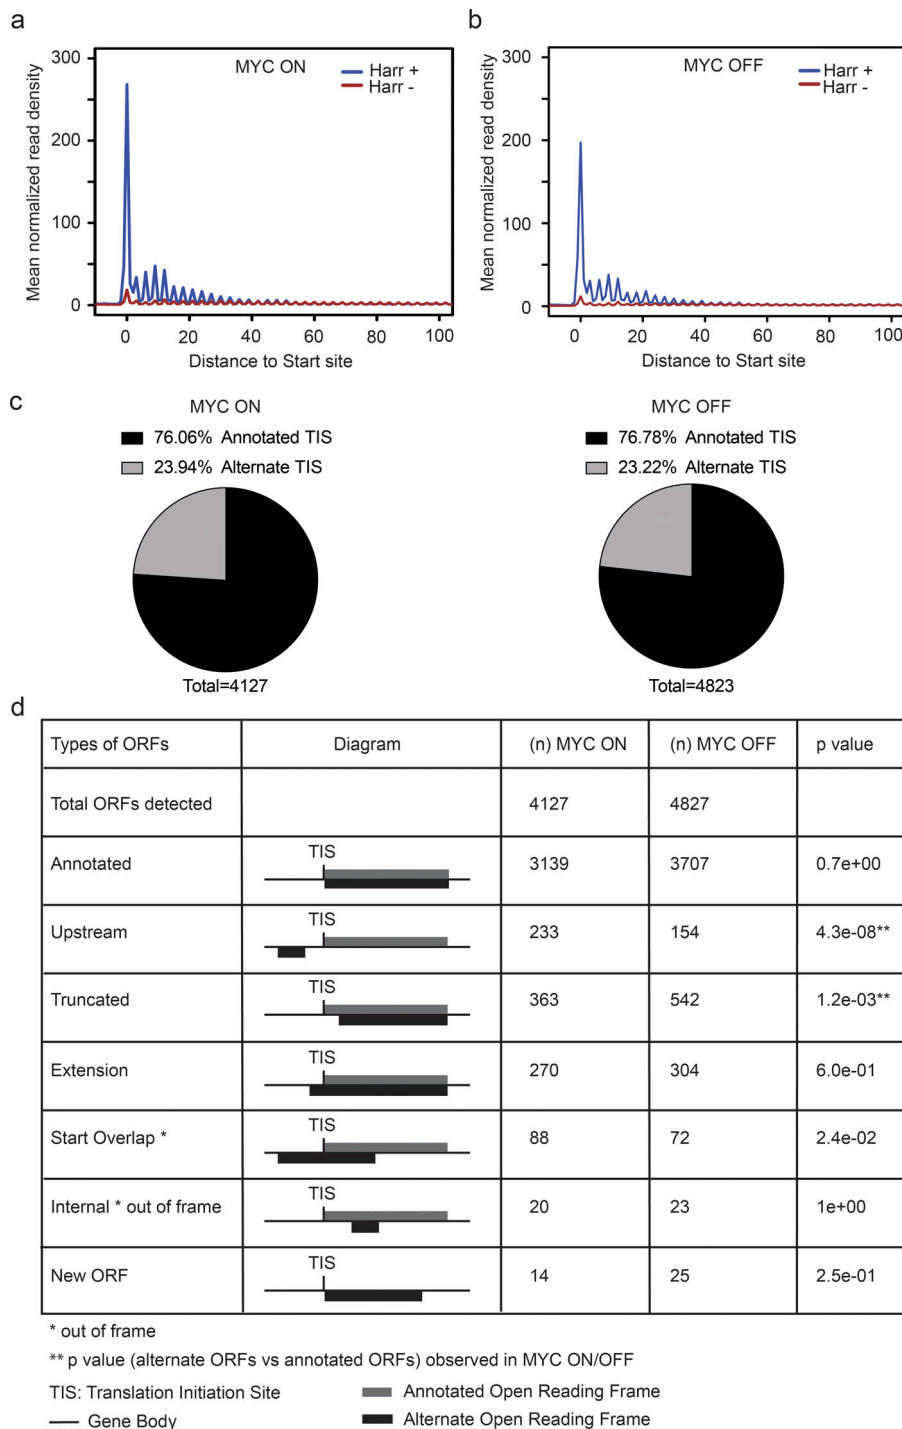 a
b
300
MYC ON
Harr +
Harr -
200
100
0
Mean normalized read density
0 20 40 60 80 100
Distance to Start site
300
MYC OFF
Harr +
Harr -
200
100
0
Mean normalized read density
0 20 40 60 80 100
Distance to Start site
c
MYC ON
76.06% Annotated TIS
23.94% Alternate TIS
Total=4127
MYC OFF
76.78% Annotated TIS
23.22% Alternate TIS
Total=4823
d
Types of ORFs Diagram (n) MYC ON (n) MYC OFF p value
Total ORFs detected 4127 4827
Annotated TIS 3139 3707 0.7e+00
Upstream TIS 233 154 4.3e-08**
Truncated TIS 363 542 1.2e-03**
Extension TIS 270 304 6.0e-01
Start Overlap * TIS 88 72 2.4e-02
Internal * out of frame TIS 20 23 1e+00
New ORF TIS 14 25 2.5e-01
* out of frame
** p value (alternate ORFs vs annotated ORFs) observed in MYC ON/OFF
TIS: Translation Initiation Site Annotated Open Reading Frame
Gene Body Alternate Open Reading Frame